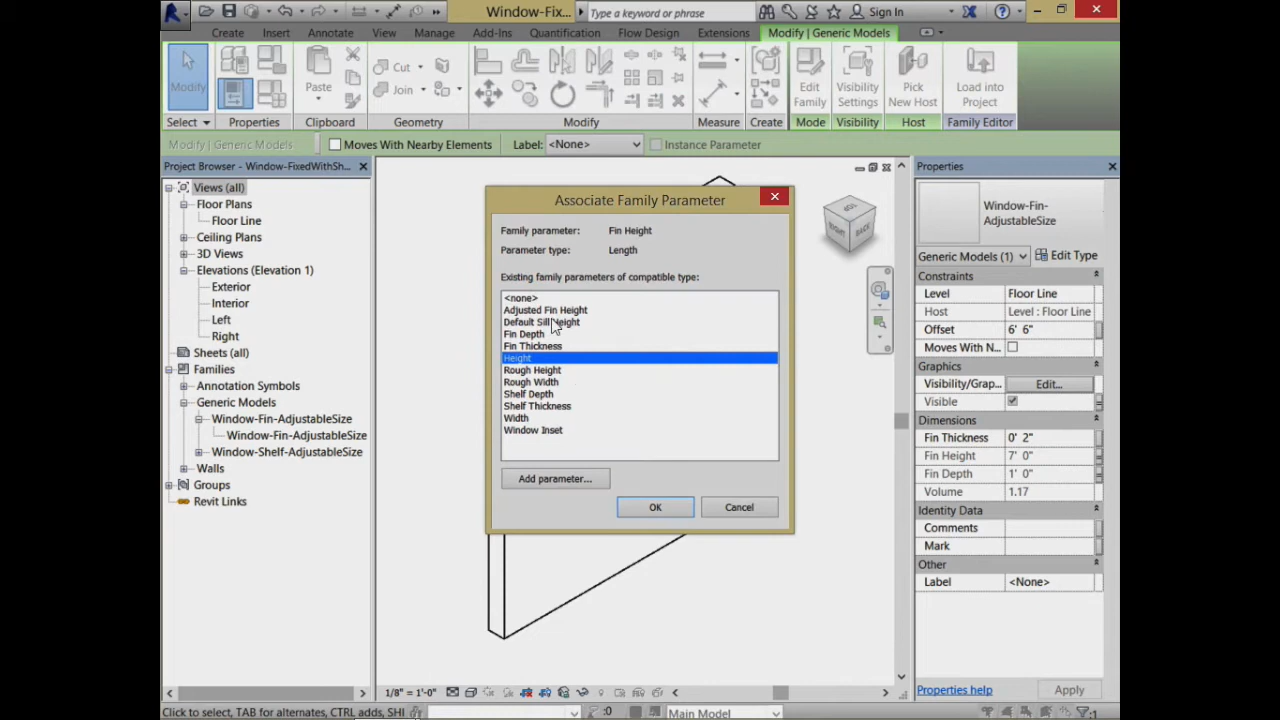 Window-Fix...
Type a keyword or phrase
Sign In
Create
Insert
Annotate
View
Manage
Add-Ins
Quantification
Flow Design
Extensions
Modify | Generic Models
Modify
Paste
Cut
Join
Edit
Family
Visibility
Settings
Pick
New Host
Load into
Project
Select
Properties
Clipboard
Geometry
Modify
Measure
Create
Mode
Visibility
Host
Family Editor
Modify | Generic Models
Moves With Nearby Elements
Label:
<None>
Instance Parameter
Project Browser - Window-FixedWithSh...
Views (all)
Floor Plans
Floor Line
Ceiling Plans
3D Views
Elevations (Elevation 1)
Exterior
Interior
Left
Right
Sheets (all)
Families
Annotation Symbols
Generic Models
Window-Fin-AdjustableSize
Window-Fin-AdjustableSize
Window-Shelf-AdjustableSize
Walls
Groups
Revit Links
Associate Family Parameter
Family parameter: Fin Height
Parameter type: Length
Existing family parameters of compatible type:
<none>
Adjusted Fin Height
Default Sill Height
Fin Depth
Fin Thickness
Height
Rough Height
Rough Width
Shelf Depth
Shelf Thickness
Width
Window Inset
Add parameter...
OK
Cancel
RIGHT
BACK
Properties
Window-Fin-
AdjustableSize
Generic Models (1)
Edit Type
Constraints
Level Floor Line
Host Level : Floor Line
Offset 6' 6"
Moves With N...
Graphics
Visibility/Grap... Edit...
Visible
Dimensions
Fin Thickness 0' 2"
Fin Height 7' 0"
Fin Depth 1' 0"
Volume 1.17
Identity Data
Comments
Mark
Other
Label <None>
Properties help
Apply
1/8" = 1'-0"
Click to select, TAB for alternates, CTRL adds, SHI
:0
Main Model
:1